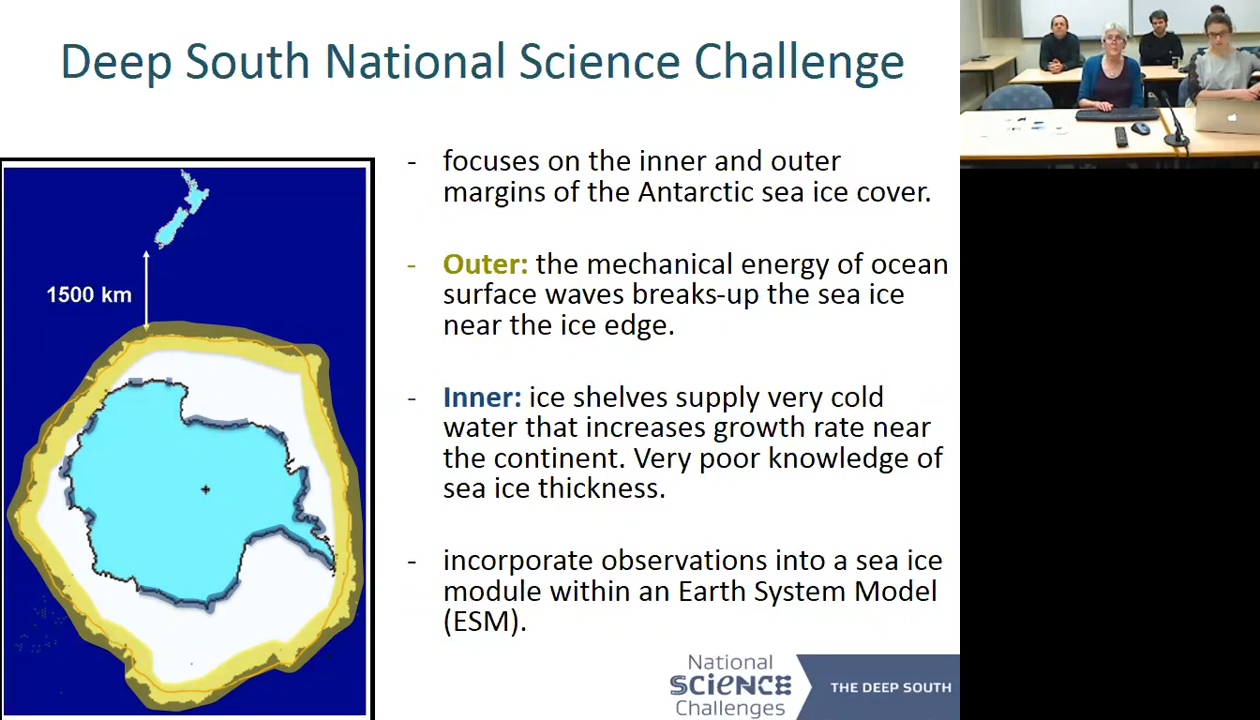 Deep South National Science Challenge
1500 km
- focuses on the inner and outer
margins of the Antarctic sea ice cover.
- Outer: the mechanical energy of ocean
surface waves breaks-up the sea ice
near the ice edge.
- Inner: ice shelves supply very cold
water that increases growth rate near
the continent. Very poor knowledge of
sea ice thickness.
- incorporate observations into a sea ice
module within an Earth System Model
(ESM).
National
SCIENCE
Challenges
THE DEEP SOUTH